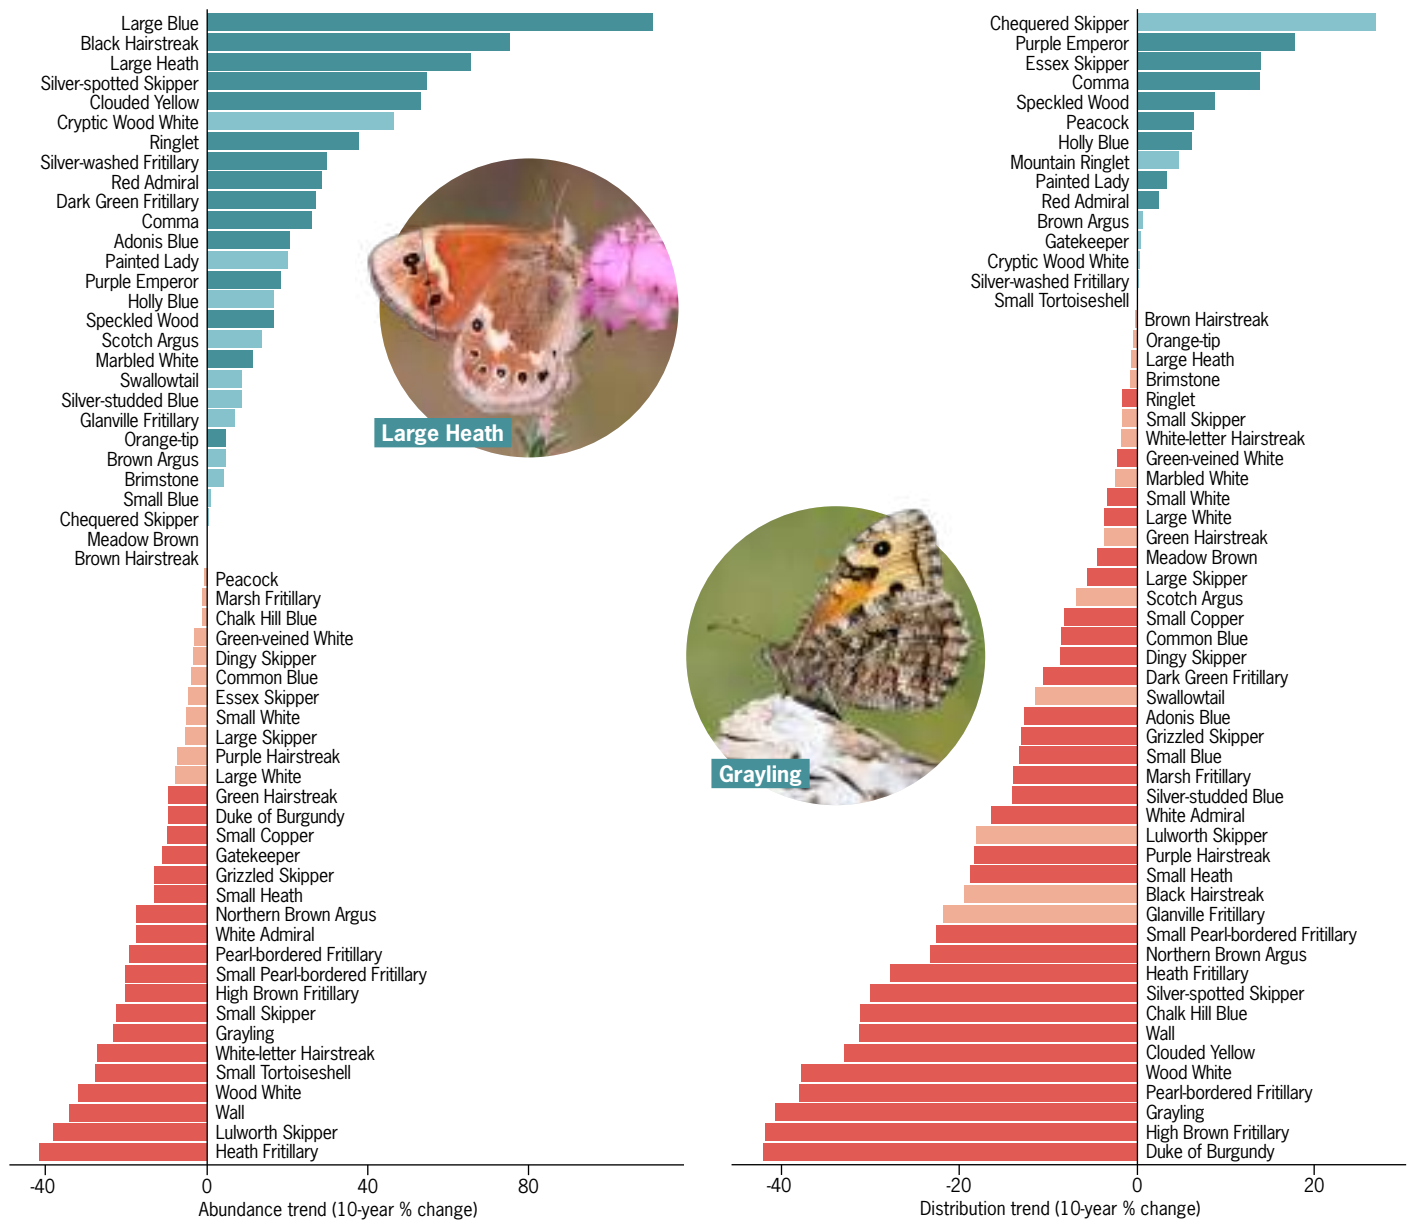 Large Blue
Black Hairstreak
Large Heath
Silver-spotted Skipper
Clouded Yellow
Cryptic Wood White
Ringlet
Silver-washed Fritillary
Red Admiral
Dark Green Fritillary
Comma
Adonis Blue
Painted Lady
Purple Emperor
Holly Blue
Speckled Wood
Scotch Argus
Marbled White
Swallowtail
Silver-studded Blue
Glanville Fritillary
Orange-tip
Brown Argus
Brimstone
Small Blue
Chequered Skipper
Meadow Brown
Brown Hairstreak
Peacock
Marsh Fritillary
Chalk Hill Blue
Green-veined White
Dingy Skipper
Common Blue
Essex Skipper
Small White
Large Skipper
Purple Hairstreak
Large White
Green Hairstreak
Duke of Burgundy
Small Copper
Gatekeeper
Grizzled Skipper
Small Heath
Northern Brown Argus
White Admiral
Pearl-bordered Fritillary
Small Pearl-bordered Fritillary
High Brown Fritillary
Small Skipper
Grayling
White-letter Hairstreak
Small Tortoiseshell
Wood White
Wall
Lulworth Skipper
Heath Fritillary
-40 0 40 80
Abundance trend (10-year % change)
Large Heath
Grayling
Chequered Skipper
Purple Emperor
Essex Skipper
Comma
Speckled Wood
Peacock
Holly Blue
Mountain Ringlet
Painted Lady
Red Admiral
Brown Argus
Gatekeeper
Cryptic Wood White
Silver-washed Fritillary
Small Tortoiseshell
Brown Hairstreak
Orange-tip
Large Heath
Brimstone
Ringlet
Small Skipper
White-letter Hairstreak
Green-veined White
Marbled White
Small White
Large White
Green Hairstreak
Meadow Brown
Large Skipper
Scotch Argus
Small Copper
Common Blue
Dingy Skipper
Dark Green Fritillary
Swallowtail
Adonis Blue
Grizzled Skipper
Small Blue
Marsh Fritillary
Silver-studded Blue
White Admiral
Lulworth Skipper
Purple Hairstreak
Small Heath
Black Hairstreak
Glanville Fritillary
Small Pearl-bordered Fritillary
Northern Brown Argus
Heath Fritillary
Silver-spotted Skipper
Chalk Hill Blue
Wall
Clouded Yellow
Wood White
Pearl-bordered Fritillary
Grayling
High Brown Fritillary
Duke of Burgundy
-40 -20 0 20
Distribution trend (10-year % change)